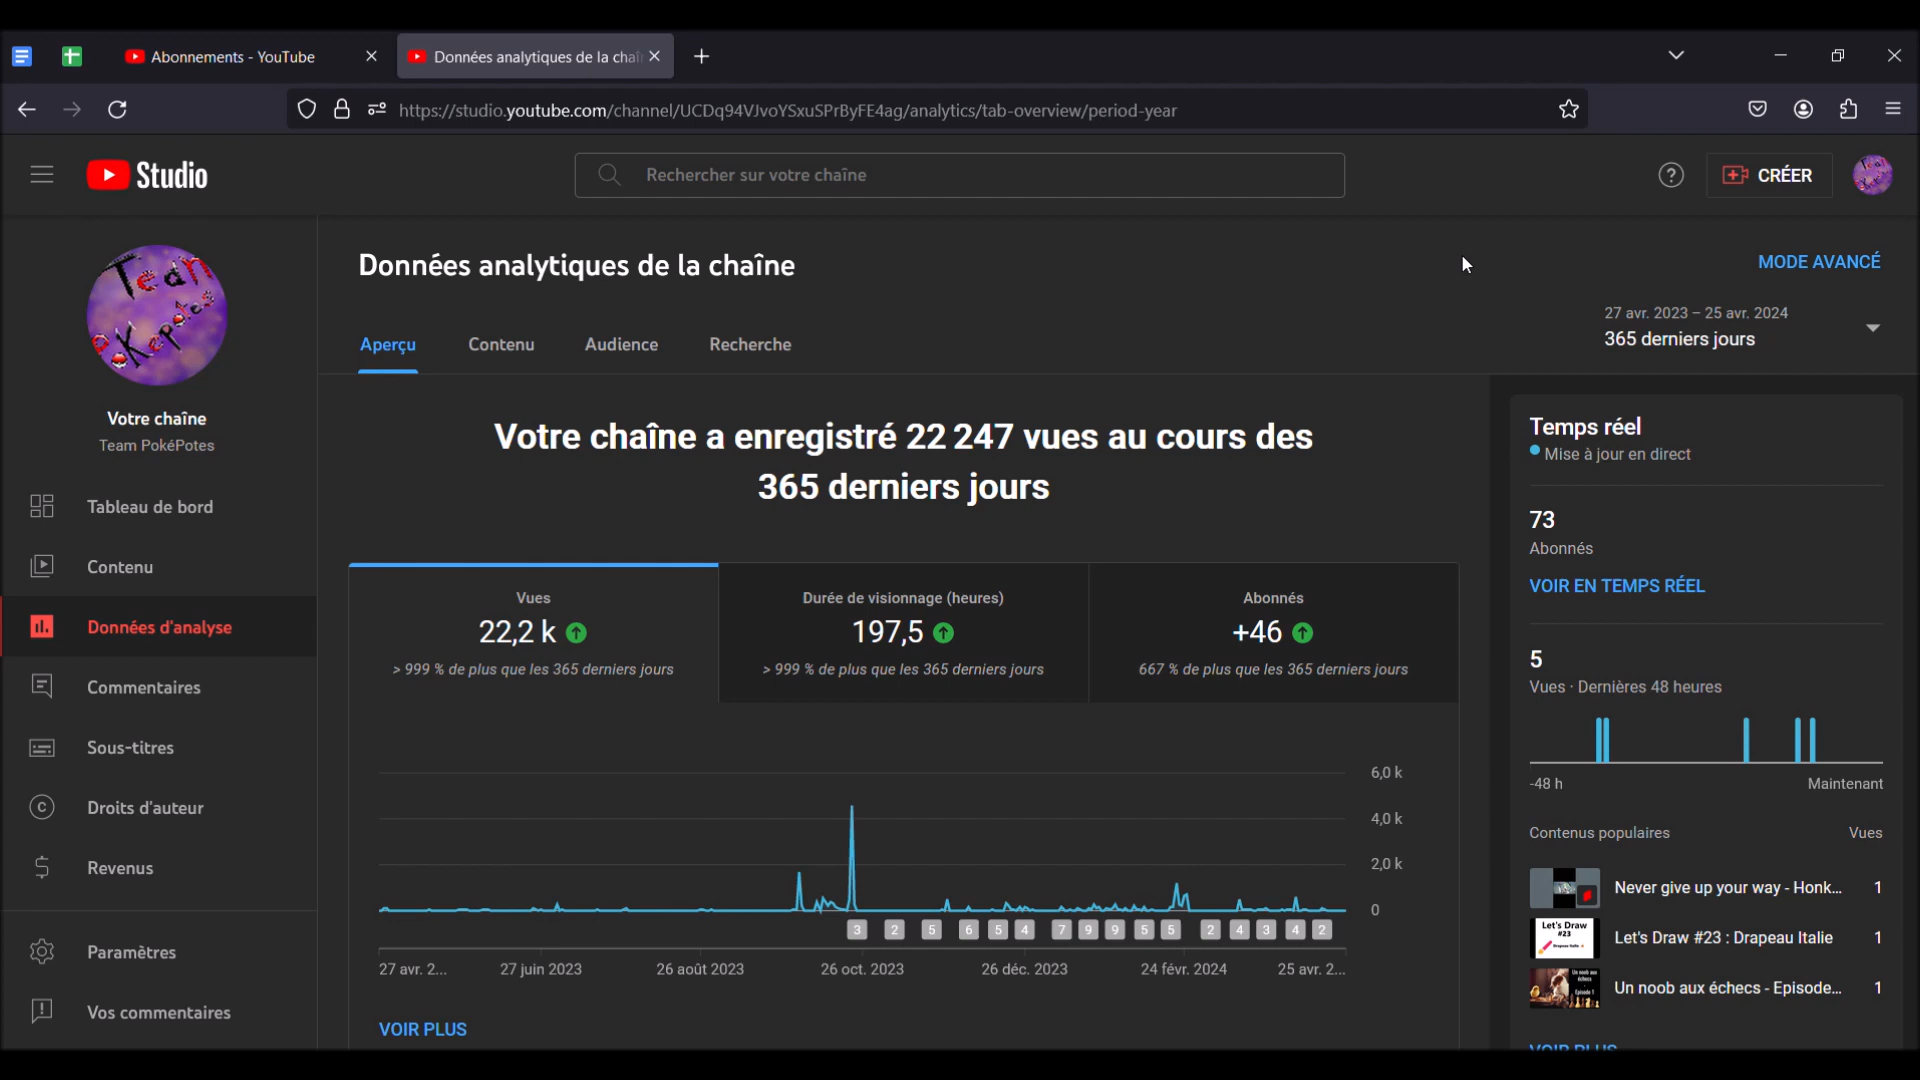 Abonnements - YouTube
Données analytiques de la chaî
https://studio.youtube.com/channel/UCDq94VJvoYSxuSPrByFE4ag/analytics/tab-overview/period-year
Studio
Rechercher sur votre chaîne
CRÉER
Team
PoKepotes
Votre chaîne
Team PokéPotes
Tableau de bord
Contenu
Données d'analyse
Commentaires
Sous-titres
Droits d'auteur
Revenus
Paramètres
Vos commentaires
Données analytiques de la chaîne
MODE AVANCÉ
Aperçu
Contenu
Audience
Recherche
27 avr. 2023 – 25 avr. 2024
365 derniers jours
Votre chaîne a enregistré 22 247 vues au cours des
365 derniers jours
Vues
22,2 k
> 999 % de plus que les 365 derniers jours
Durée de visionnage (heures)
197,5
> 999 % de plus que les 365 derniers jours
Abonnés
+46
667 % de plus que les 365 derniers jours
6,0 k
4,0 k
2,0 k
0
3 2 5 6 5 4 7 9 9 5 5 2 4 3 4 2
27 avr. 2... 27 juin 2023 26 août 2023 26 oct. 2023 26 déc. 2023 24 févr. 2024 25 avr. 2...
VOIR PLUS
Temps réel
Mise à jour en direct
73
Abonnés
VOIR EN TEMPS RÉEL
5
Vues · Dernières 48 heures
-48 h Maintenant
Contenus populaires Vues
Never give up your way - Honk... 1
Let's Draw
#23
Let's Draw #23 : Drapeau Italie 1
Un noob aux échecs - Episode... 1
VOIR PLUS